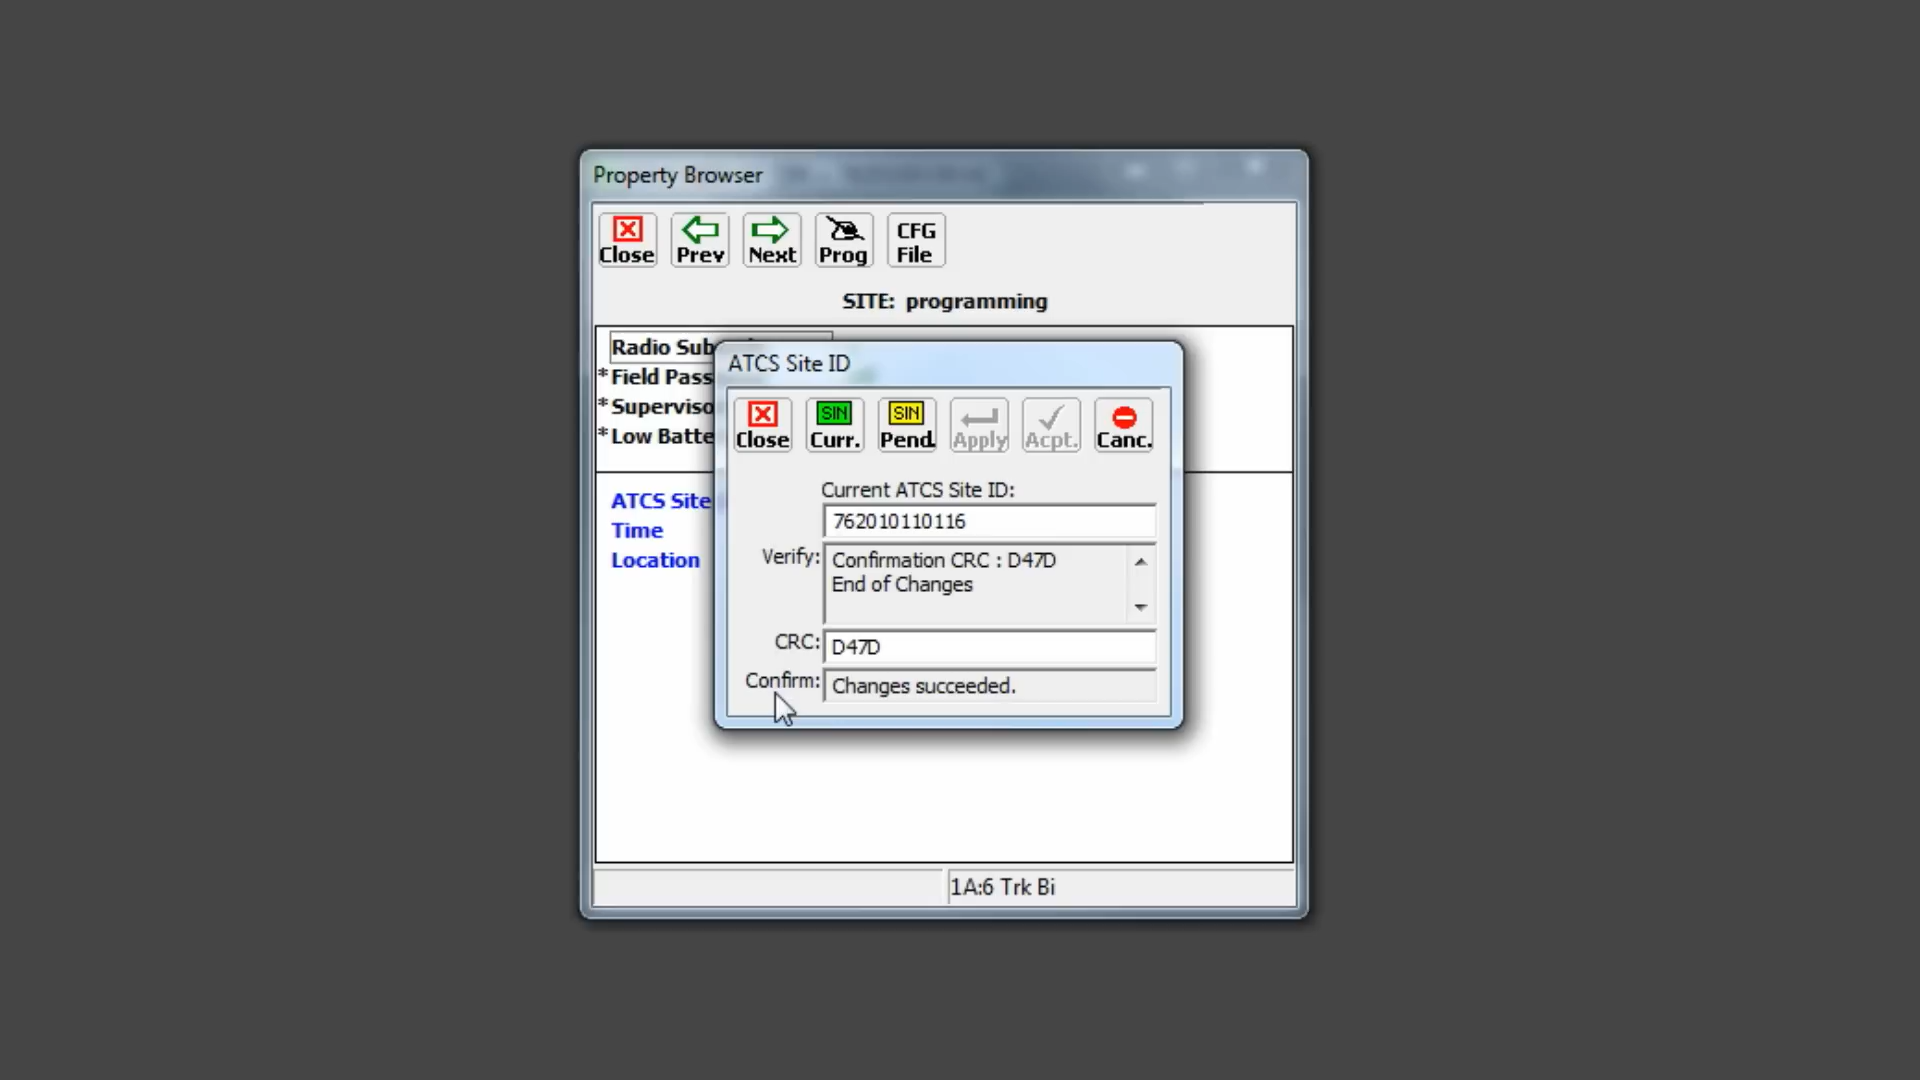 Property Browser
Close Prev Next Prog CFG File
SITE: programming
Radio Sub
*Field Pass
*Superviso
*Low Batte
ATCS Site
Time
Location
ATCS Site ID
SIN SIN
Close Curr. Pend. Apply Acpt. Canc.
Current ATCS Site ID:
762010110116
Verify: Confirmation CRC : D47D
End of Changes
CRC: D47D
Confirm: Changes succeeded.
1A:6 Trk Bi